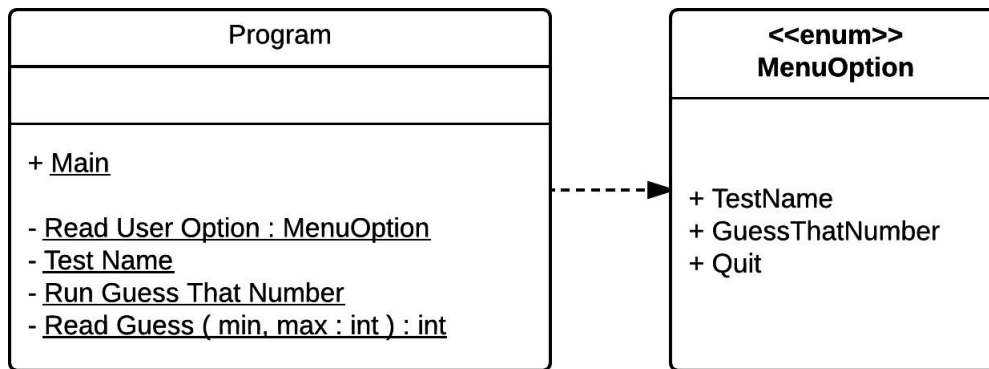 Program
+ Main
- Read User Option : MenuOption
- Test Name
- Run Guess That Number
- Read Guess ( min, max : int ) : int
<<enum>>
MenuOption
+ TestName
+ GuessThatNumber
+ Quit